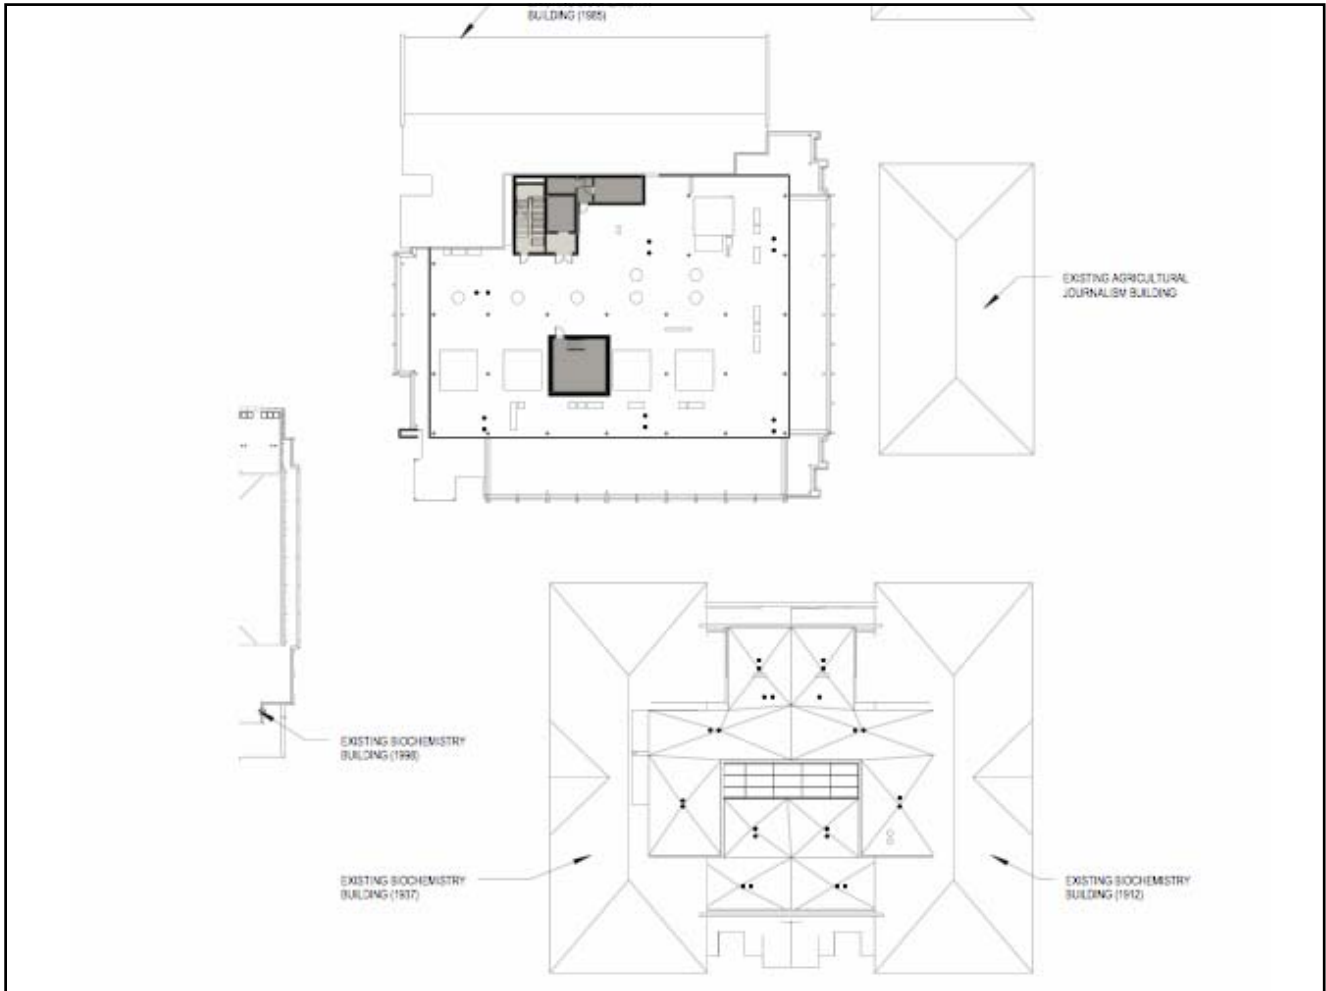 BUILDING (1985)
EXISTING AGRICULTURAL
JOURNALISM BUILDING
EXISTING BIOCHEMISTRY
BUILDING (1998)
EXISTING BIOCHEMISTRY
BUILDING (1937)
EXISTING BIOCHEMISTRY
BUILDING (1912)